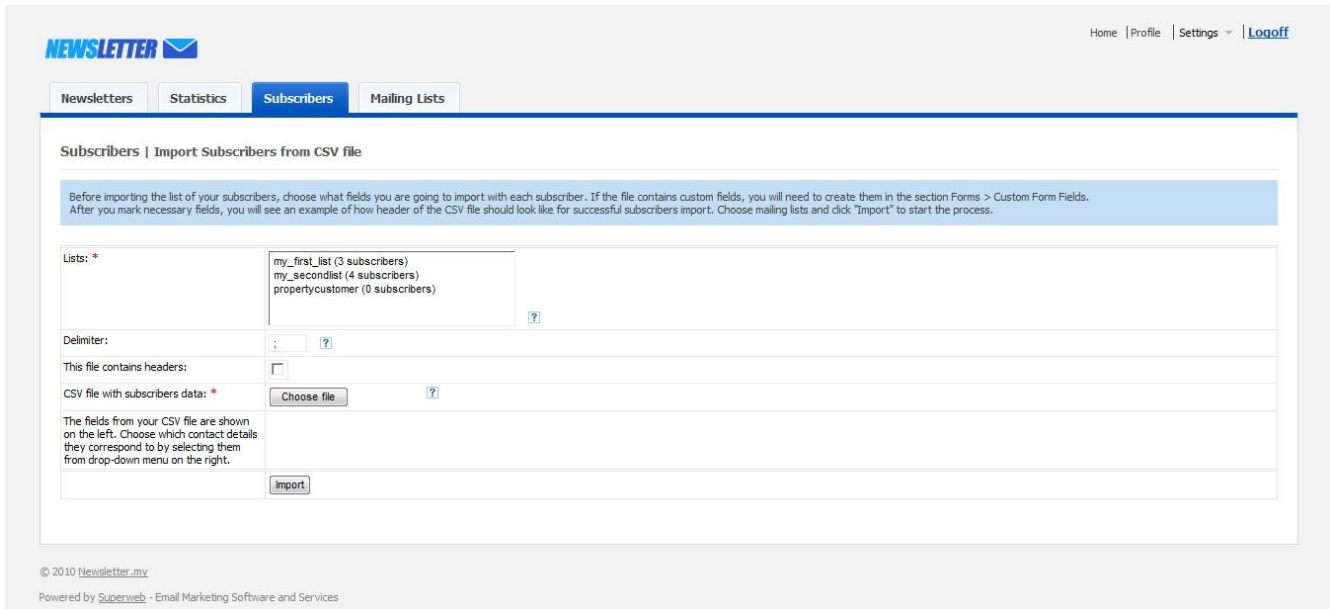 Home | Profile | Settings | Logoff
NEWSLETTER
Newsletters Statistics Subscribers Mailing Lists
Subscribers | Import Subscribers from CSV file
Before importing the list of your subscribers, choose what fields you are going to import with each subscriber. If the file contains custom fields, you will need to create them in the section Forms > Custom Form Fields.
After you mark necessary fields, you will see an example of how header of the CSV file should look like for successful subscribers import. Choose mailing lists and click "Import" to start the process.
Lists: *
my_first_list (3 subscribers)
my_secondlist (4 subscribers)
propertycustomer (0 subscribers)
?
Delimiter: ; ?
This file contains headers:
CSV file with subscribers data: * Choose file ?
The fields from your CSV file are shown
on the left. Choose which contact details
they correspond to by selecting them
from drop-down menu on the right.
Import
© 2010 Newsletter.my
Powered by Superweb - Email Marketing Software and Services